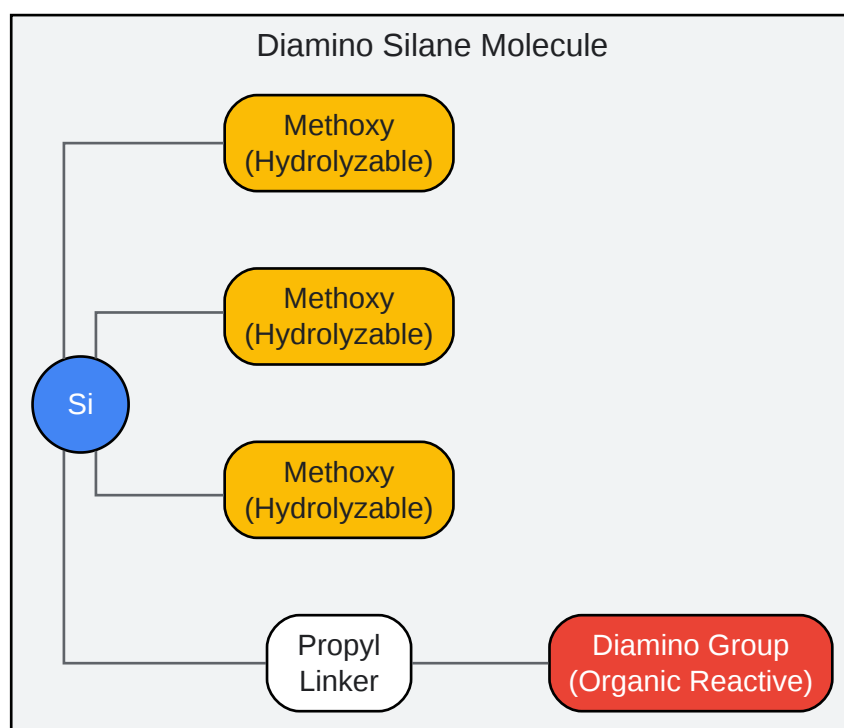 Diamino Silane Molecule
Methoxy
(Hydrolyzable)
Methoxy
(Hydrolyzable)
Si
Methoxy
(Hydrolyzable)
Propyl
Linker
Diamino Group
(Organic Reactive)